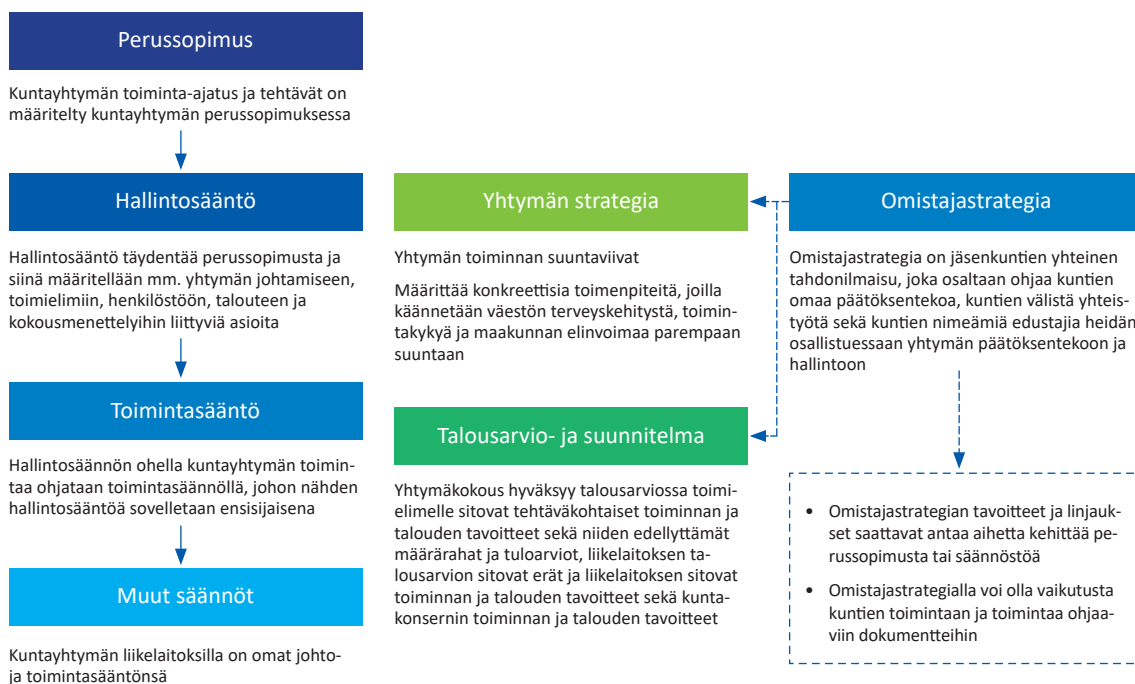 Perussopimus
Kuntayhtymän toiminta-ajatus ja tehtävät on
määritelty kuntayhtymän perussopimuksessa
Hallintosääntö
Hallintosääntö täydentää perussopimusta ja
siinä määritellään mm. yhtymän johtamiseen,
toimielimiin, henkilöstöön, talouteen ja
kokousmenettelyihin liittyviä asioita
Toimintasääntö
Hallintosäännön ohella kuntayhtymän toimin-
taa ohjataan toimintasäännöllä, johon nähden
hallintosääntöä sovelletaan ensisijaisena
Muut säännöt
Kuntayhtymän liikelaitoksilla on omat johto-
ja toimintasääntönsä
Yhtymän strategia
Yhtymän toiminnan suuntaviivat
Määrittää konkreettisia toimenpiteitä, joilla
käännetään väestön terveyskehitystä, toimin-
takykyä ja maakunnan elinvoimaa parempaan
suuntaan
Talousarvio- ja suunnitelma
Yhtymäkokous hyväksyy talousarviossa toimi-
elimelle sitovat tehtäväkohtaiset toiminnan ja
talouden tavoitteet sekä niiden edellyttämät
määrärahat ja tuloarviot, liikelaitoksen ta-
lousarvion sitovat erät ja liikelaitoksen sitovat
toiminnan ja talouden tavoitteet sekä kunta-
konsernin toiminnan ja talouden tavoitteet
Omistajastrategia
Omistajastrategia on jäsenkuntien yhteinen
tahdonilmaisu, joka osaltaan ohjaa kuntien
omaa päätöksentekoa, kuntien välistä yhteis-
työtä sekä kuntien nimeämiä edustajia heidän
osallistuessaan yhtymän päätöksentekoon ja
hallintoon
• Omistajastrategian tavoitteet ja linjauk-
set saattavat antaa aihetta kehittää pe-
russopimusta tai säännöstöä
• Omistajastrategialla voi olla vaikutusta
kuntien toimintaan ja toimintaa ohjaa-
viin dokumentteihin